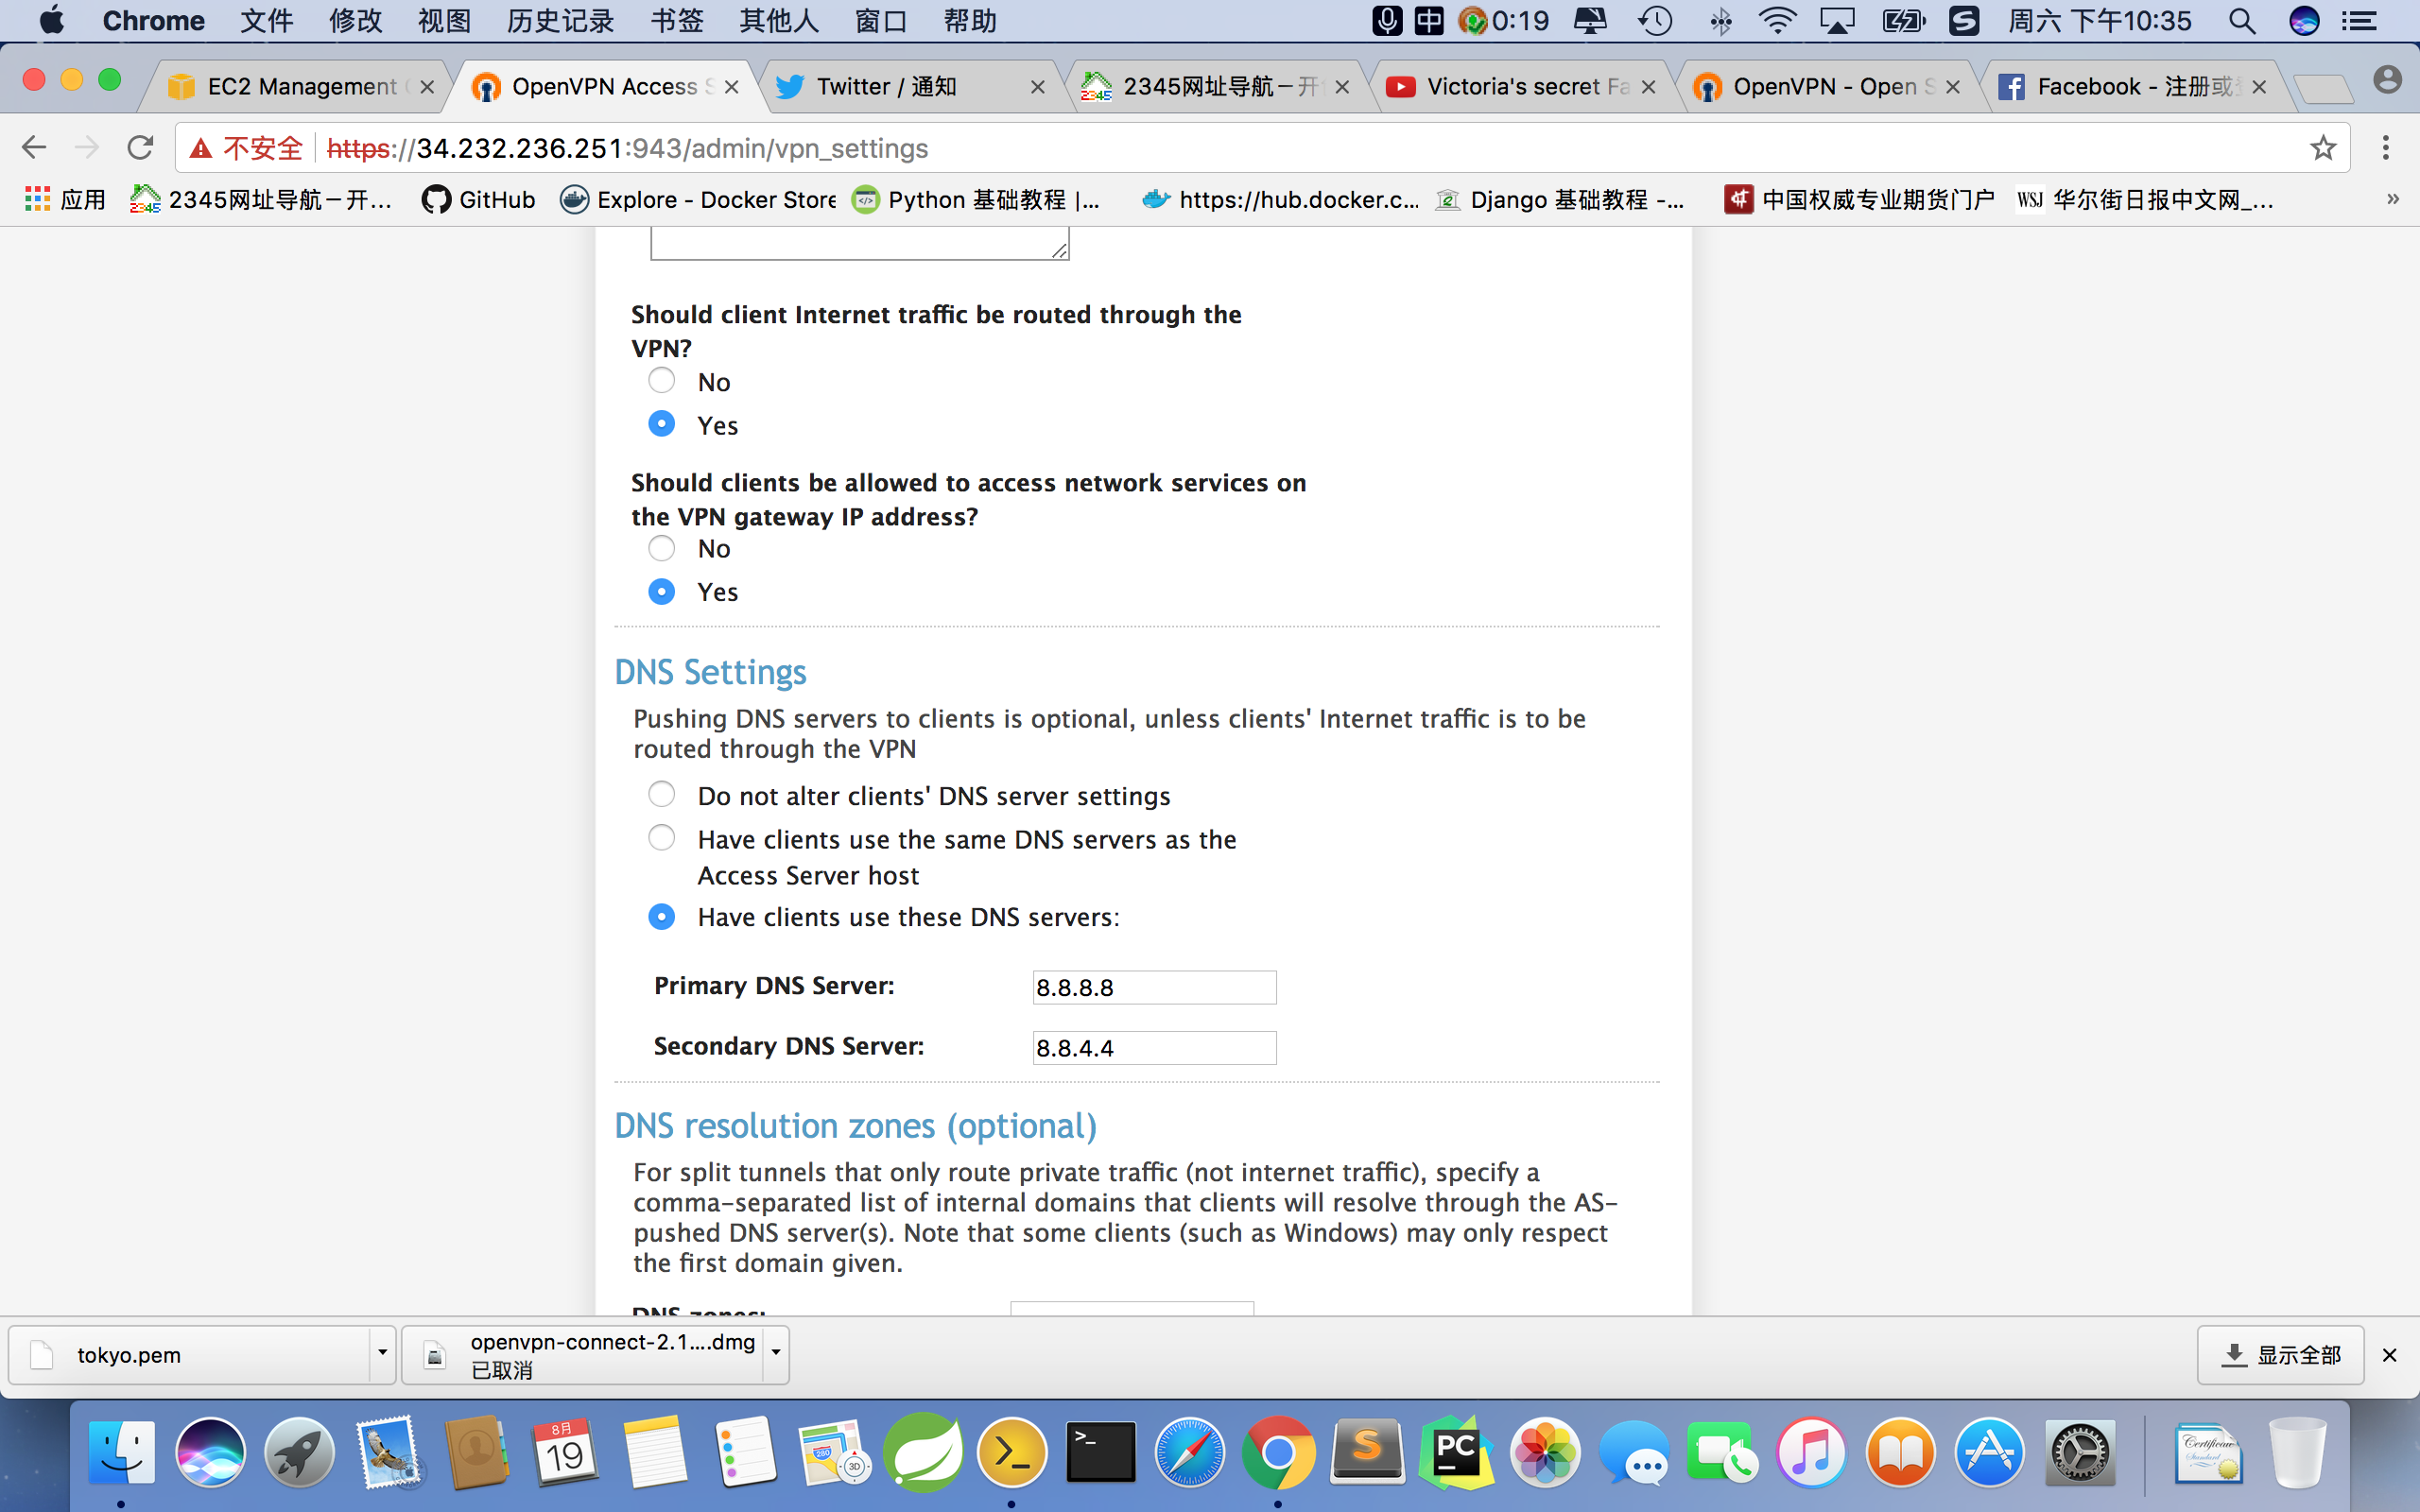 Chrome 文件 修改 视图 历史记录 书签 其他人 窗口 帮助 中 0:19 周六 下午10:35
EC2 Management OpenVPN Access S Twitter / 通知 2345网址导航－开 Victoria's secret Fa OpenVPN - Open S Facebook - 注册或
不安全 https://34.232.236.251:943/admin/vpn_settings
应用 2345网址导航－开... GitHub Explore - Docker Store Python 基础教程 |... https://hub.docker.c... Django 基础教程 -... 中国权威专业期货门户 WSJ 华尔街日报中文网_... »
Should client Internet traffic be routed through the
VPN?
No
Yes
Should clients be allowed to access network services on
the VPN gateway IP address?
No
Yes
DNS Settings
Pushing DNS servers to clients is optional, unless clients' Internet traffic is to be
routed through the VPN
Do not alter clients' DNS server settings
Have clients use the same DNS servers as the
Access Server host
Have clients use these DNS servers:
Primary DNS Server: 8.8.8.8
Secondary DNS Server: 8.8.4.4
DNS resolution zones (optional)
For split tunnels that only route private traffic (not internet traffic), specify a
comma-separated list of internal domains that clients will resolve through the AS-
pushed DNS server(s). Note that some clients (such as Windows) may only respect
the first domain given.
DNS zones:
tokyo.pem openvpn-connect-2.1....dmg 显示全部
已取消
8月
19
280
3D
PC